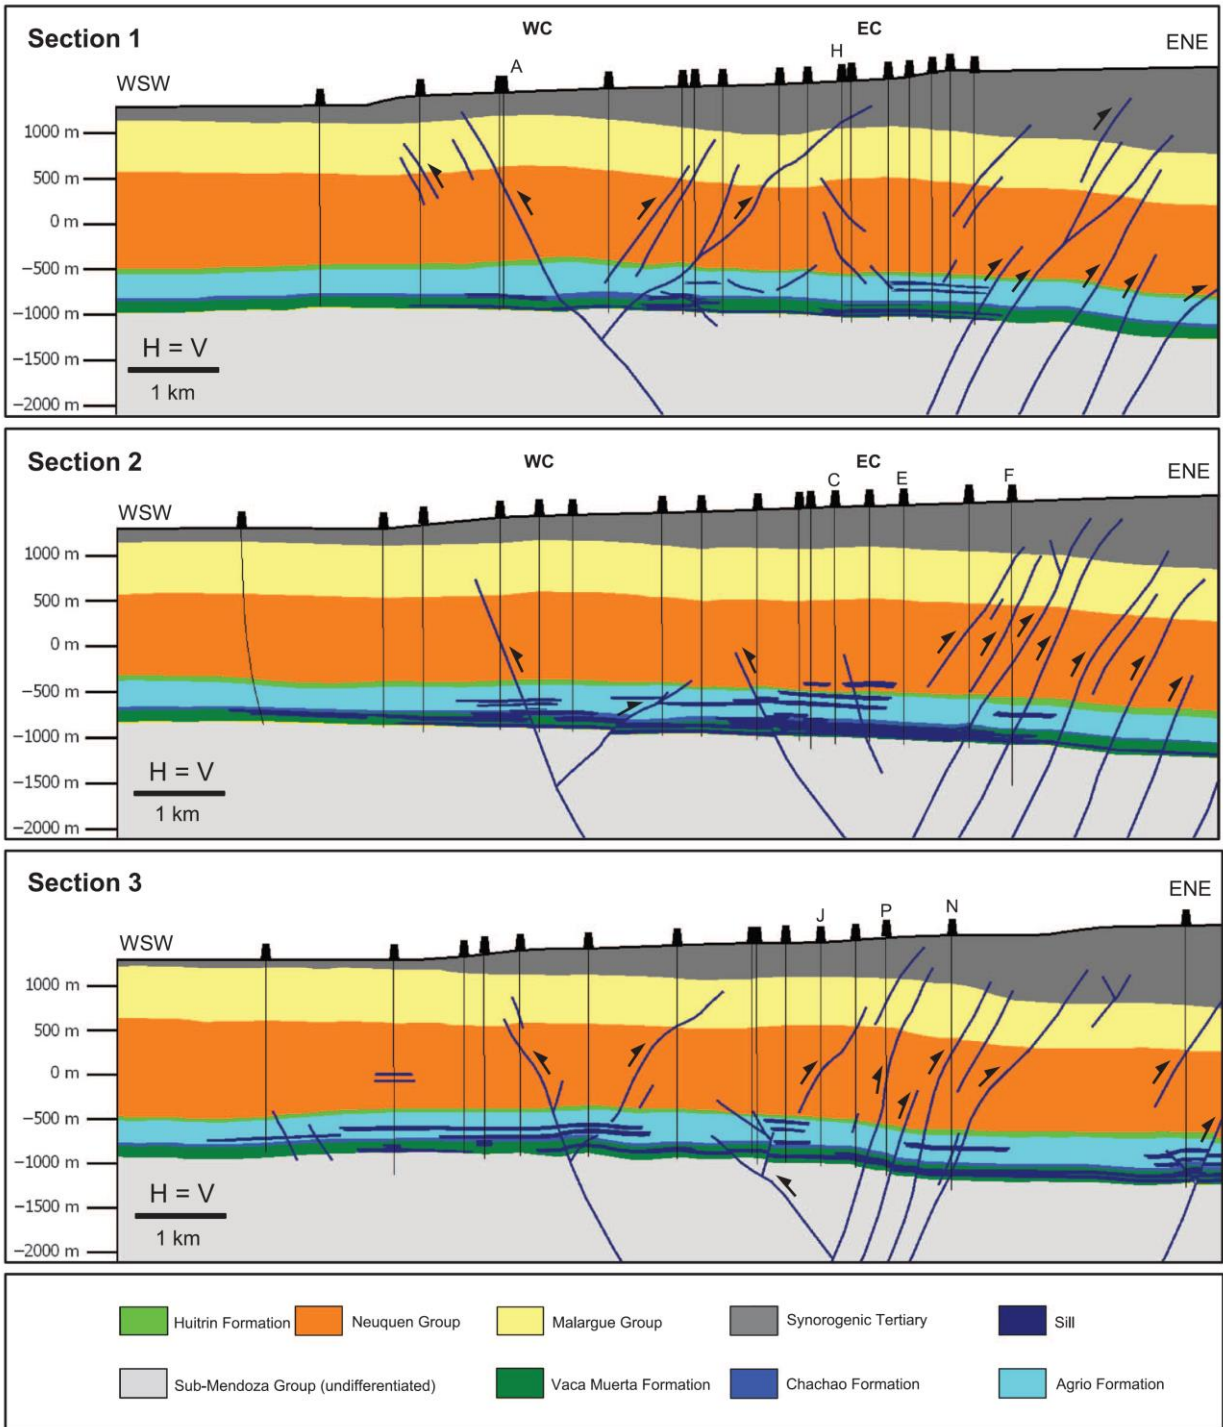 Section 1
WC
EC
WSW
A
H
ENE
1000 m
500 m
0 m
−500 m
−1000 m
−1500 m
−2000 m
H = V
1 km
Section 2
WC
EC
WSW
C
E
F
ENE
1000 m
500 m
0 m
−500 m
−1000 m
−1500 m
−2000 m
H = V
1 km
Section 3
WSW
J
P
N
ENE
1000 m
500 m
0 m
−500 m
−1000 m
−1500 m
−2000 m
H = V
1 km
Huitrin Formation
Neuquen Group
Malargue Group
Synorogenic Tertiary
Sill
Sub-Mendoza Group (undifferentiated)
Vaca Muerta Formation
Chachao Formation
Agrio Formation